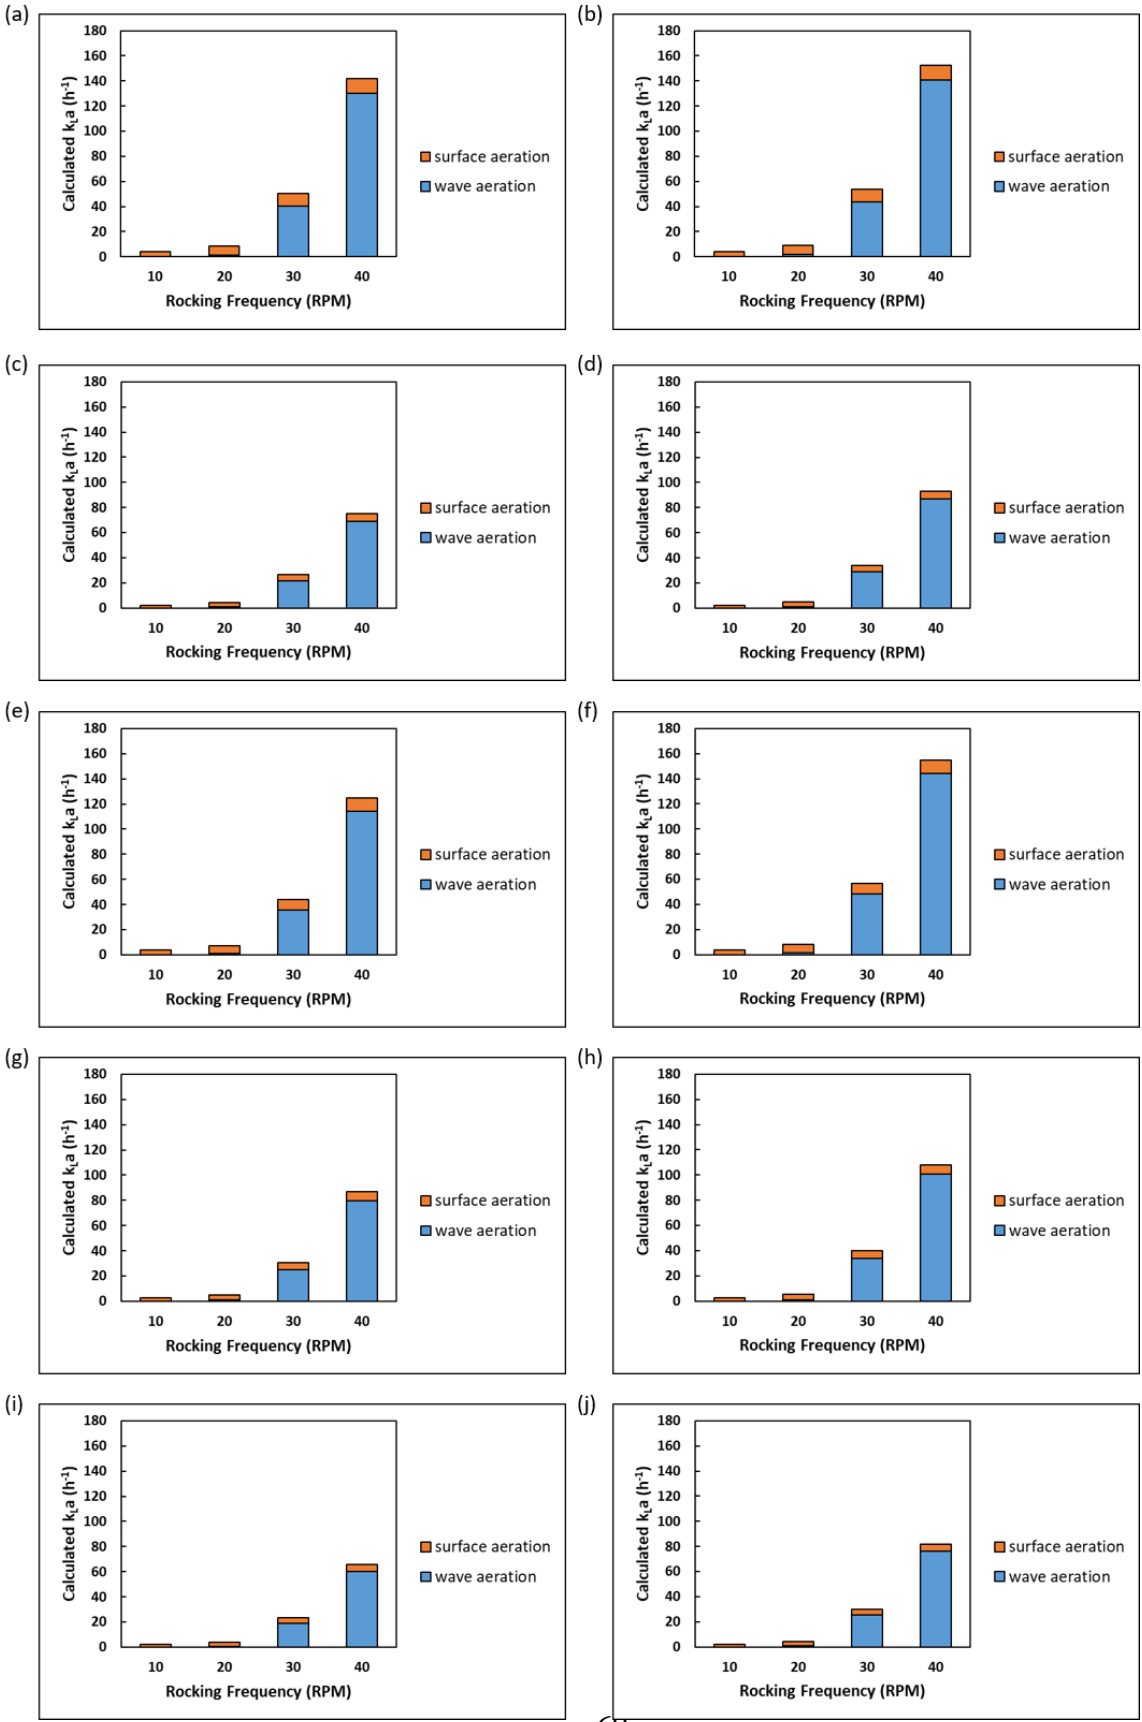 (a)
180
160
140
120
100
80
60
40
20
0
Calculated kLa (h-1)
10 20 30 40
Rocking Frequency (RPM)
surface aeration
wave aeration
(b)
180
160
140
120
100
80
60
40
20
0
Calculated kLa (h-1)
10 20 30 40
Rocking Frequency (RPM)
surface aeration
wave aeration
(c)
180
160
140
120
100
80
60
40
20
0
Calculated kLa (h-1)
10 20 30 40
Rocking Frequency (RPM)
surface aeration
wave aeration
(d)
180
160
140
120
100
80
60
40
20
0
Calculated kLa (h-1)
10 20 30 40
Rocking Frequency (RPM)
surface aeration
wave aeration
(e)
180
160
140
120
100
80
60
40
20
0
Calculated kLa (h-1)
10 20 30 40
Rocking Frequency (RPM)
surface aeration
wave aeration
(f)
180
160
140
120
100
80
60
40
20
0
Calculated kLa (h-1)
10 20 30 40
Rocking Frequency (RPM)
surface aeration
wave aeration
(g)
180
160
140
120
100
80
60
40
20
0
Calculated kLa (h-1)
10 20 30 40
Rocking Frequency (RPM)
surface aeration
wave aeration
(h)
180
160
140
120
100
80
60
40
20
0
Calculated kLa (h-1)
10 20 30 40
Rocking Frequency (RPM)
surface aeration
wave aeration
(i)
180
160
140
120
100
80
60
40
20
0
Calculated kLa (h-1)
10 20 30 40
Rocking Frequency (RPM)
surface aeration
wave aeration
(j)
180
160
140
120
100
80
60
40
20
0
Calculated kLa (h-1)
10 20 30 40
Rocking Frequency (RPM)
surface aeration
wave aeration